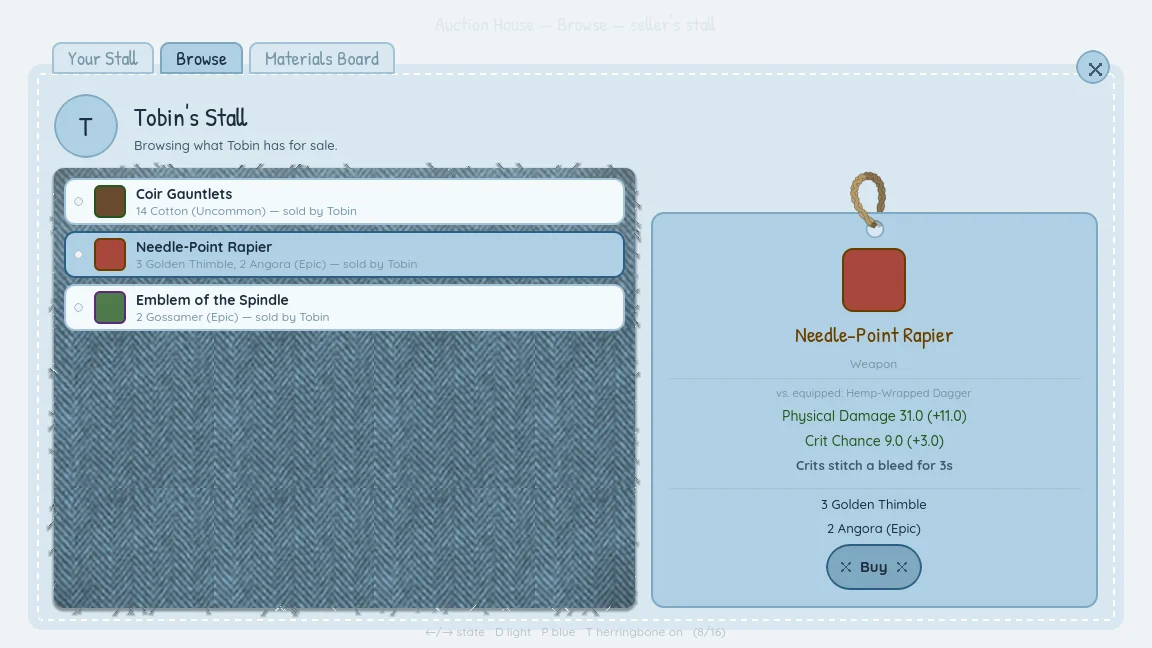 Auction House — Browse — seller's stall
Your Stall
Browse
Materials Board
T
Tobin's Stall
Browsing what Tobin has for sale.
Coir Gauntlets
14 Cotton (Uncommon) — sold by Tobin
Needle-Point Rapier
3 Golden Thimble, 2 Angora (Epic) — sold by Tobin
Emblem of the Spindle
2 Gossamer (Epic) — sold by Tobin
Needle-Point Rapier
Weapon
vs. equipped: Hemp-Wrapped Dagger
Physical Damage 31.0 (+11.0)
Crit Chance 9.0 (+3.0)
Crits stitch a bleed for 3s
3 Golden Thimble
2 Angora (Epic)
Buy
←/→ state   D light   P blue   T herringbone on   (8/16)